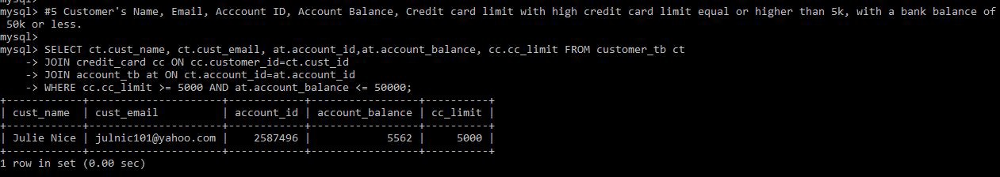 mysql> #5 Customer's Name, Email, Acccount ID, Account Balance, Credit card limit with high credit card limit equal or higher than 5k, with a bank balance of
 50k or less.
mysql>
mysql> SELECT ct.cust_name, ct.cust_email, at.account_id,at.account_balance, cc.cc_limit FROM customer_tb ct
    -> JOIN credit_card cc ON cc.customer_id=ct.cust_id
    -> JOIN account_tb at ON ct.account_id=at.account_id
    -> WHERE cc.cc_limit >= 5000 AND at.account_balance <= 50000;
+------------+---------------------+------------+-----------------+----------+
| cust_name  | cust_email          | account_id | account_balance | cc_limit |
+------------+---------------------+------------+-----------------+----------+
| Julie Nice | julnic101@yahoo.com |    2587496 |            5562 |     5000 |
+------------+---------------------+------------+-----------------+----------+
1 row in set (0.00 sec)